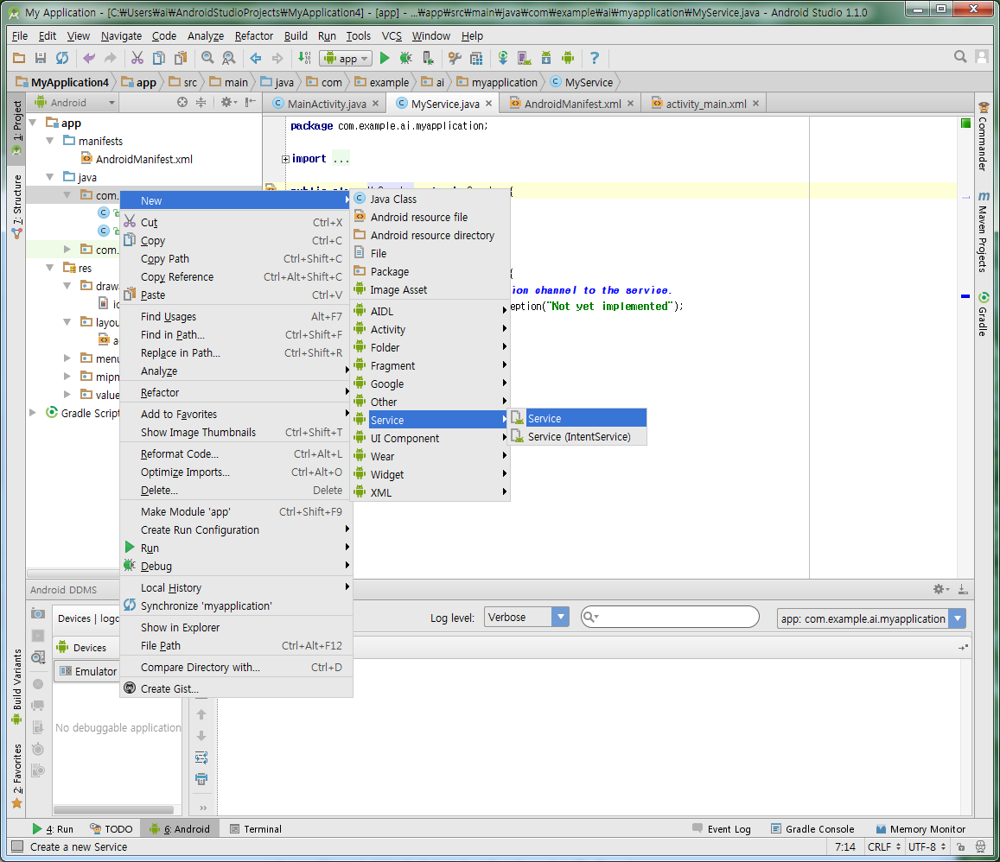 My Application - [C:₩Users₩ai₩AndroidStudioProjects₩MyApplication4] - [app] - ...₩app₩src₩main₩java₩com₩example₩ai₩myapplication₩MyService.java - Android Studio 1.1.0
File Edit View Navigate Code Analyze Refactor Build Run Tools VCS Window Help
app
MyApplication4 app src main java com example ai myapplication MyService
Android
MainActivity.java MyService.java AndroidManifest.xml activity_main.xml
1: Project
7: Structure
Build Variants
2: Favorites
Commander
Maven Projects
Gradle
app
manifests
AndroidManifest.xml
java
com.
com.
res
draw
layou
a
menu
mipm
value
Gradle Script
package com.example.ai.myapplication;
import ...
{
{
ion channel to the service.
eption("Not yet implemented");
New
Cut Ctrl+X
Copy Ctrl+C
Copy Path Ctrl+Shift+C
Copy Reference Ctrl+Alt+Shift+C
Paste Ctrl+V
Find Usages Alt+F7
Find in Path... Ctrl+Shift+F
Replace in Path... Ctrl+Shift+R
Analyze
Refactor
Add to Favorites
Show Image Thumbnails Ctrl+Shift+T
Reformat Code... Ctrl+Alt+L
Optimize Imports... Ctrl+Alt+O
Delete... Delete
Make Module 'app' Ctrl+Shift+F9
Create Run Configuration
Run
Debug
Local History
Synchronize 'myapplication'
Show in Explorer
File Path Ctrl+Alt+F12
Compare Directory with... Ctrl+D
Create Gist...
Java Class
Android resource file
Android resource directory
File
Package
Image Asset
AIDL
Activity
Folder
Fragment
Google
Other
Service
UI Component
Wear
Widget
XML
Service
Service (IntentService)
Android DDMS
Devices | logc
Log level: Verbose
app: com.example.ai.myapplication
Devices
Emulator
No debuggable application
4: Run TODO 6: Android Terminal Event Log Gradle Console Memory Monitor
Create a new Service 7:14 CRLF UTF-8